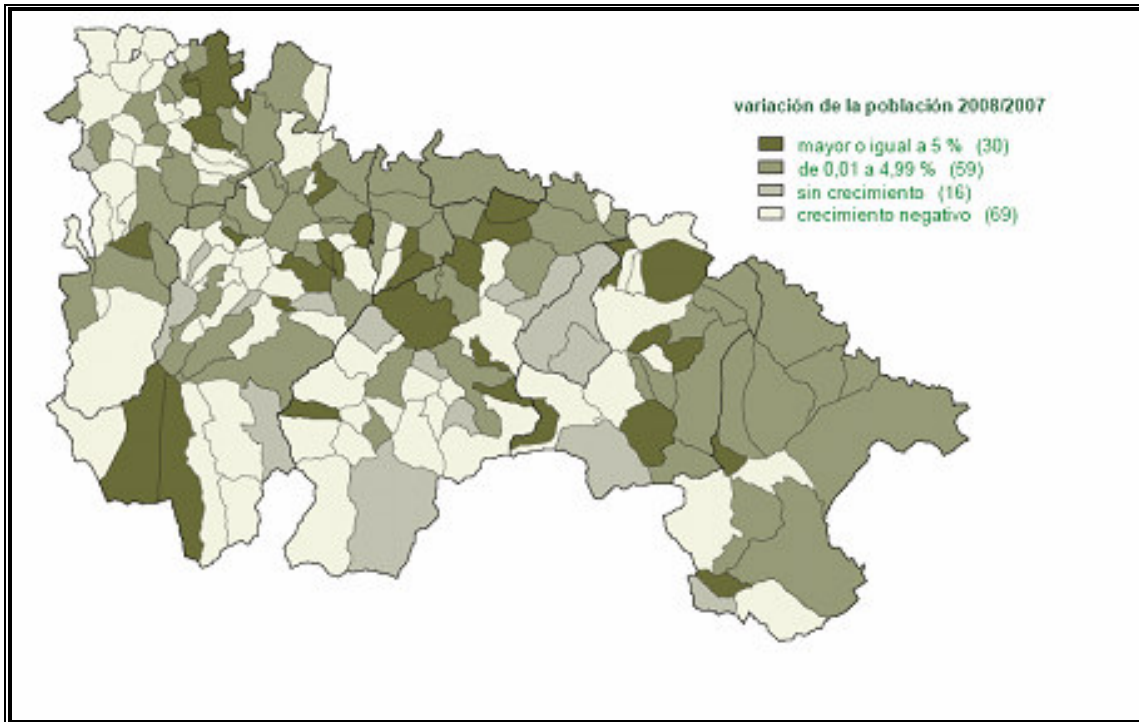 variación de la población 2008/2007
mayor o igual a 5 % (30)
de 0,01 a 4,99 % (59)
sin crecimiento (16)
crecimiento negativo (69)